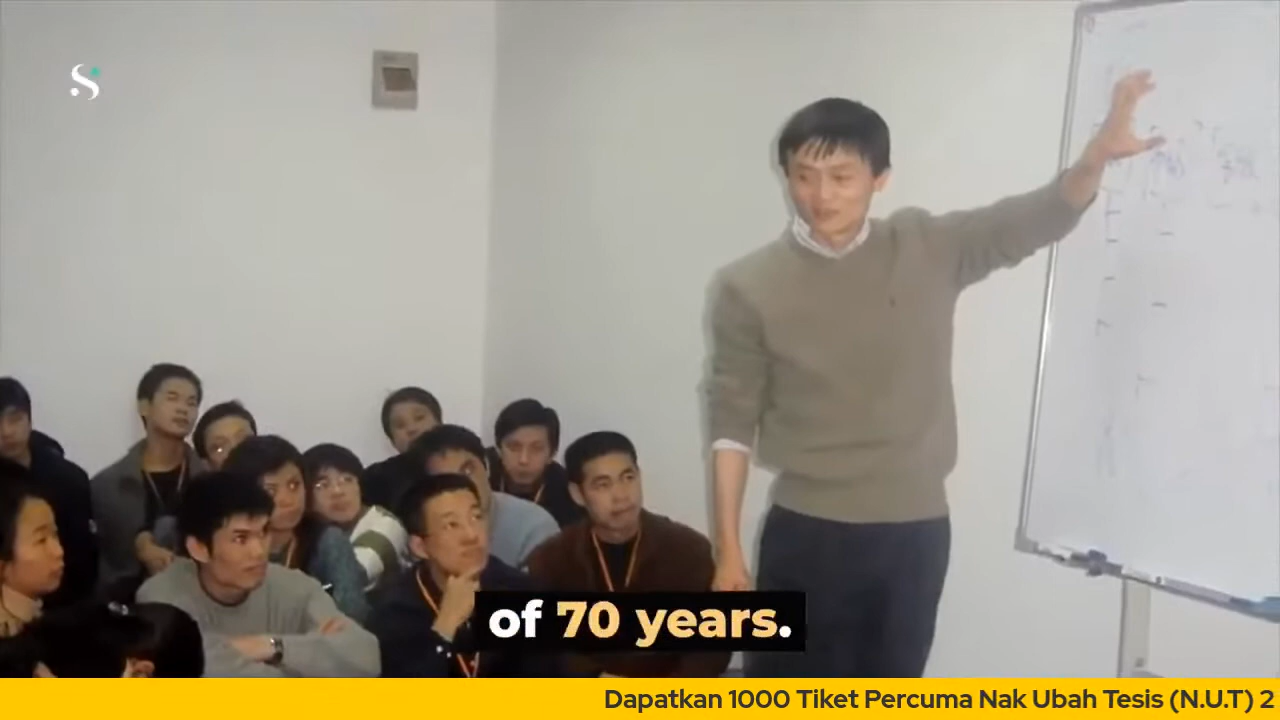 S
of 70 years.
Dapatkan 1000 Tiket Percuma Nak Ubah Tesis (N.U.T) 2